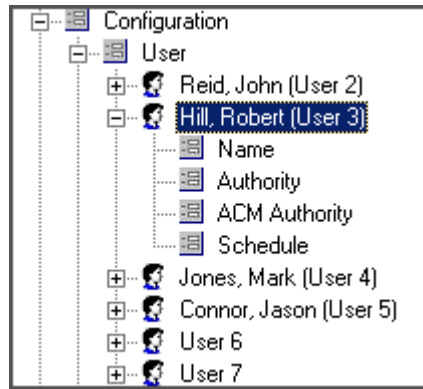 Configuration
User
Reid, John (User 2)
Hill, Robert (User 3)
Name
Authority
ACM Authority
Schedule
Jones, Mark (User 4)
Connor, Jason (User 5)
User 6
User 7